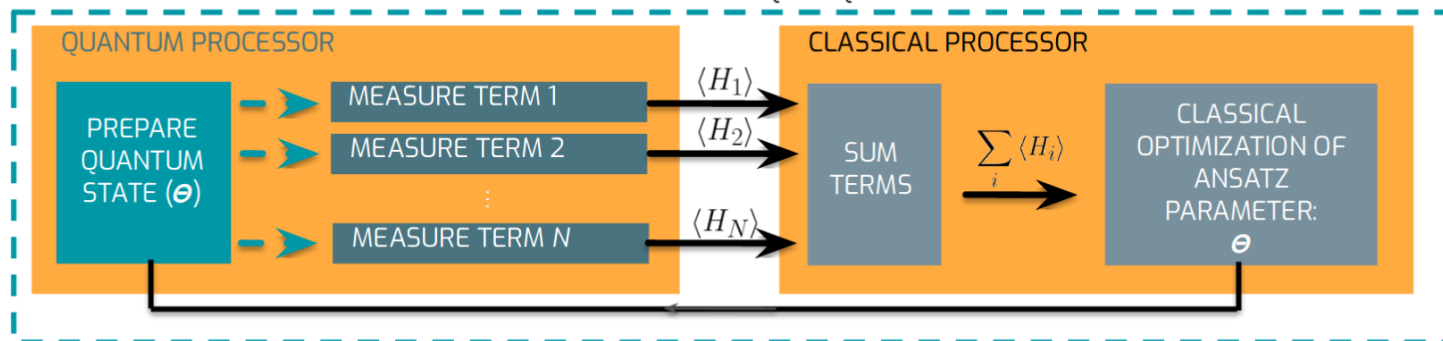 QUANTUM PROCESSOR
PREPARE
QUANTUM
STATE (Θ)
MEASURE TERM 1
MEASURE TERM 2
⋮
MEASURE TERM N
⟨H₁⟩
⟨H₂⟩
⟨H_N⟩
CLASSICAL PROCESSOR
SUM
TERMS
∑ᵢ ⟨Hᵢ⟩
CLASSICAL
OPTIMIZATION OF
ANSATZ
PARAMETER:
Θ